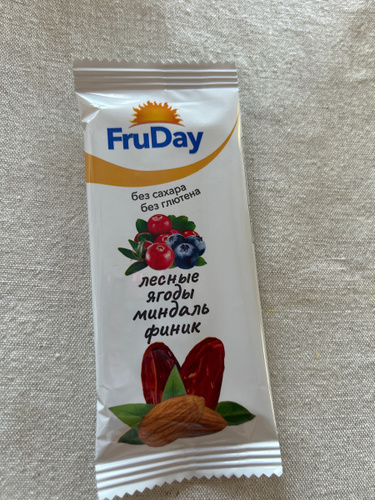 FruDay
без сахара
без глютена
лесные
ягоды
миндаль
финик